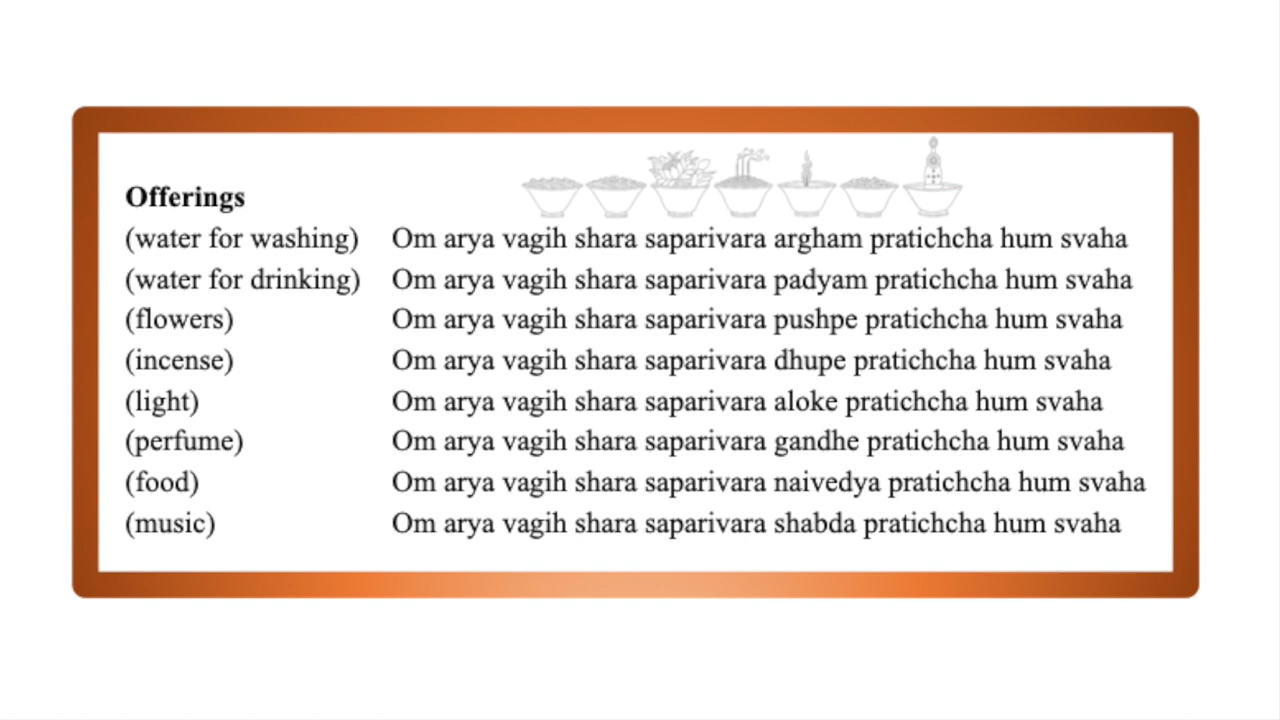 Offerings
(water for washing) Om arya vagih shara saparivara argham pratichcha hum svaha
(water for drinking) Om arya vagih shara saparivara padyam pratichcha hum svaha
(flowers) Om arya vagih shara saparivara pushpe pratichcha hum svaha
(incense) Om arya vagih shara saparivara dhupe pratichcha hum svaha
(light) Om arya vagih shara saparivara aloke pratichcha hum svaha
(perfume) Om arya vagih shara saparivara gandhe pratichcha hum svaha
(food) Om arya vagih shara saparivara naivedya pratichcha hum svaha
(music) Om arya vagih shara saparivara shabda pratichcha hum svaha